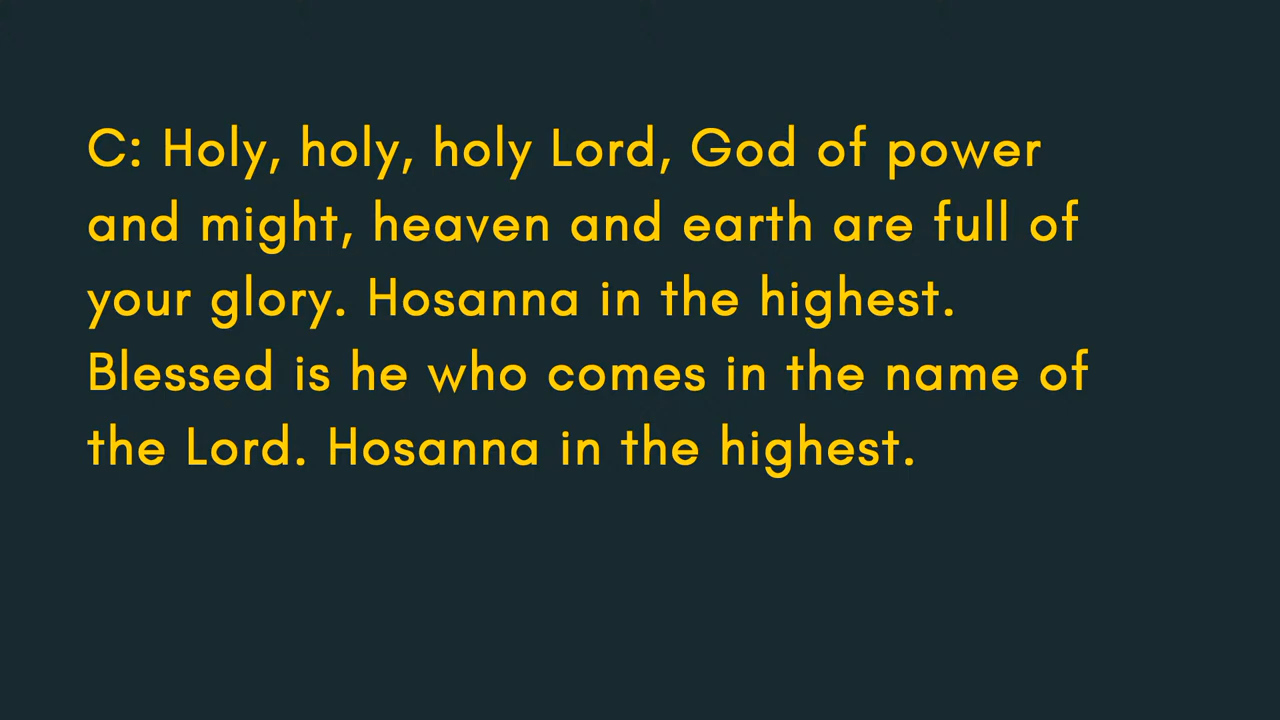 C: Holy, holy, holy Lord, God of power
and might, heaven and earth are full of
your glory. Hosanna in the highest.
Blessed is he who comes in the name of
the Lord. Hosanna in the highest.